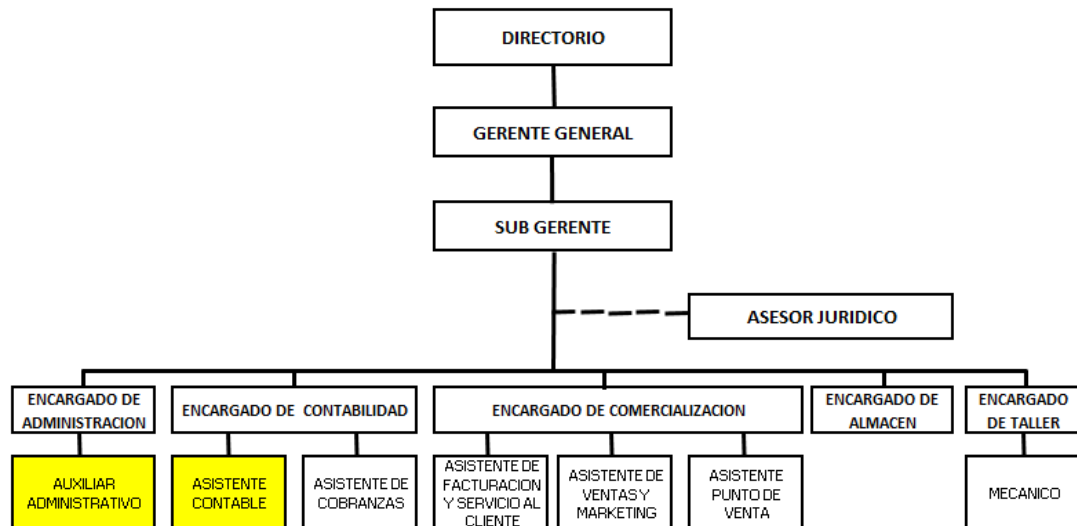 DIRECTORIO
GERENTE GENERAL
SUB GERENTE
ASESOR JURIDICO
ENCARGADO DE
ADMINISTRACION
ENCARGADO DE CONTABILIDAD
ENCARGADO DE COMERCIALIZACION
ENCARGADO DE
ALMACEN
ENCARGADO
DE TALLER
AUXILIAR
ADMINISTRATIVO
ASISTENTE
CONTABLE
ASISTENTE DE
COBRANZAS
ASISTENTE DE
FACTURACION
Y SERVICIO AL
CLIENTE
ASISTENTE DE
VENTAS Y
MARKETING
ASISTENTE
PUNTO DE
VENTA
MECANICO